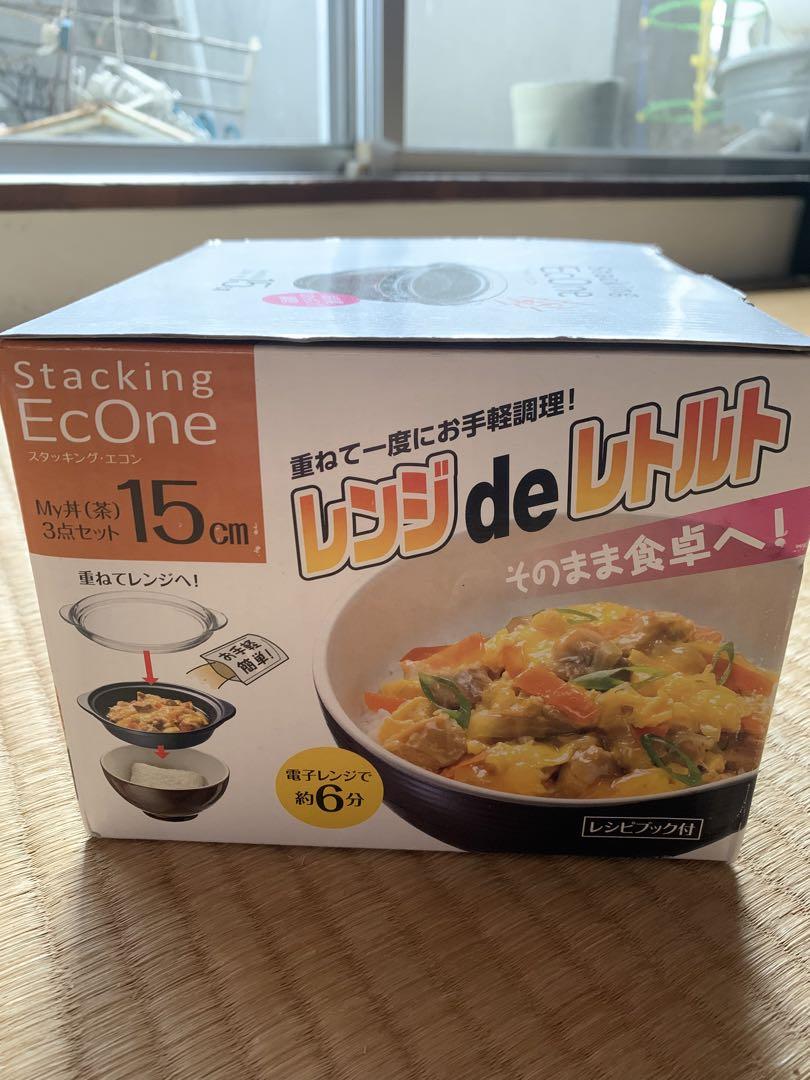 Stacking
EcOne
Stacking
EcOne
スタッキング・エコン
My丼(茶)
3点セット
15cm
重ねてレンジへ!
お手軽
簡単!
電子レンジで
約6分
重ねて一度にお手軽調理!
レンジ de レトルト
そのまま食卓へ!
レシピブック付